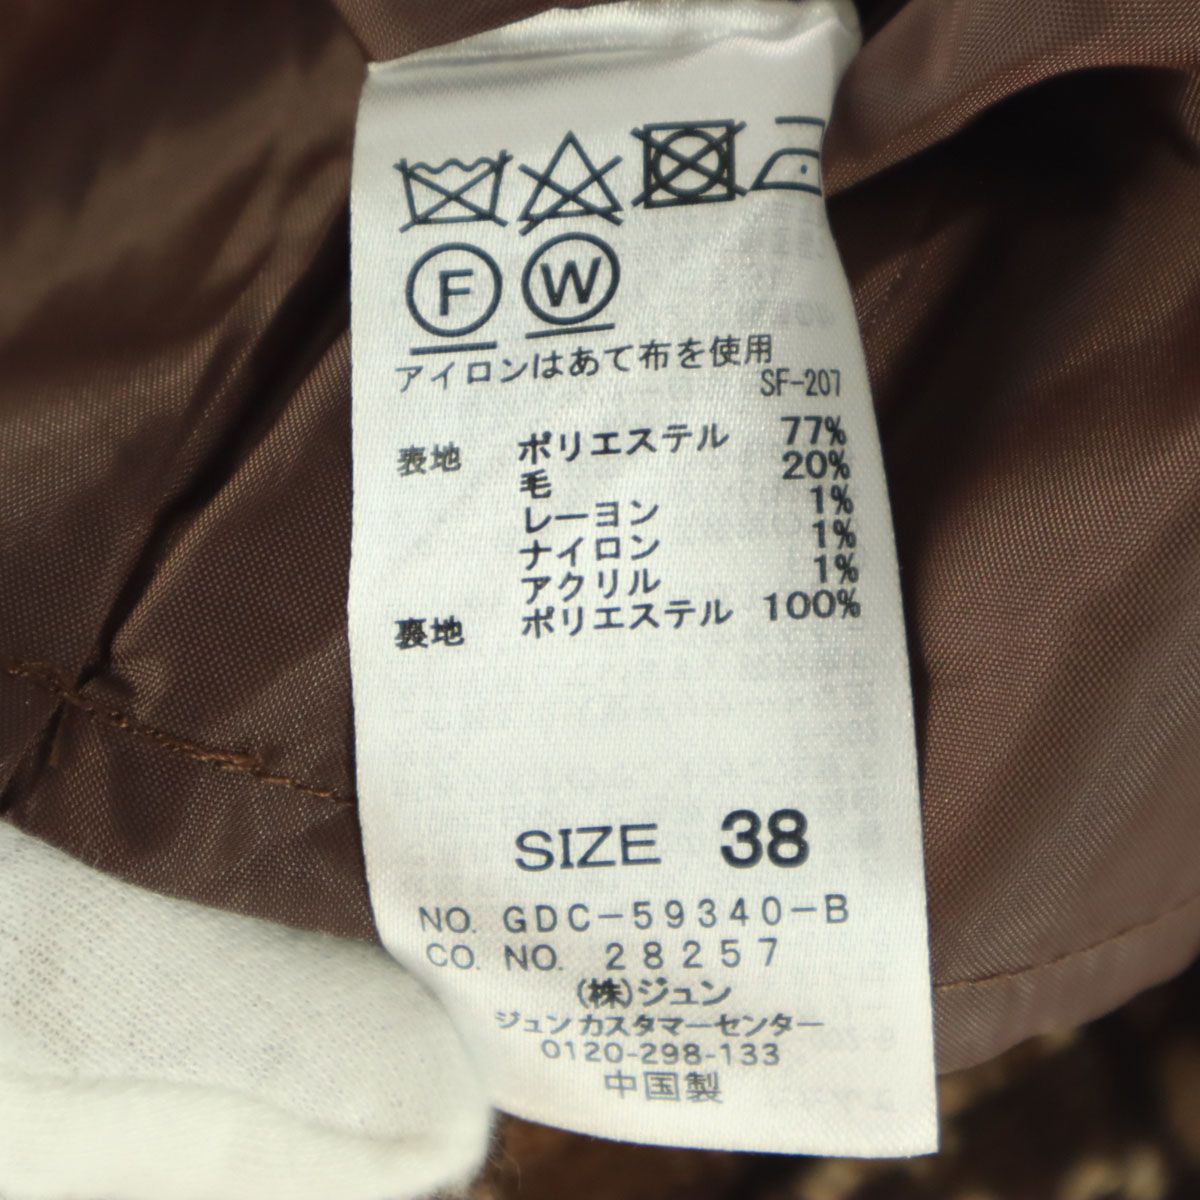 F W
アイロンはあて布を使用
SF-207
表地 ポリエステル 77%
毛 20%
レーヨン 1%
ナイロン 1%
アクリル 1%
裏地 ポリエステル 100%
SIZE 38
NO. GDC-59340-B
CO. NO. 28257
(株)ジュン
ジュンカスタマーセンター
0120-298-133
中国製